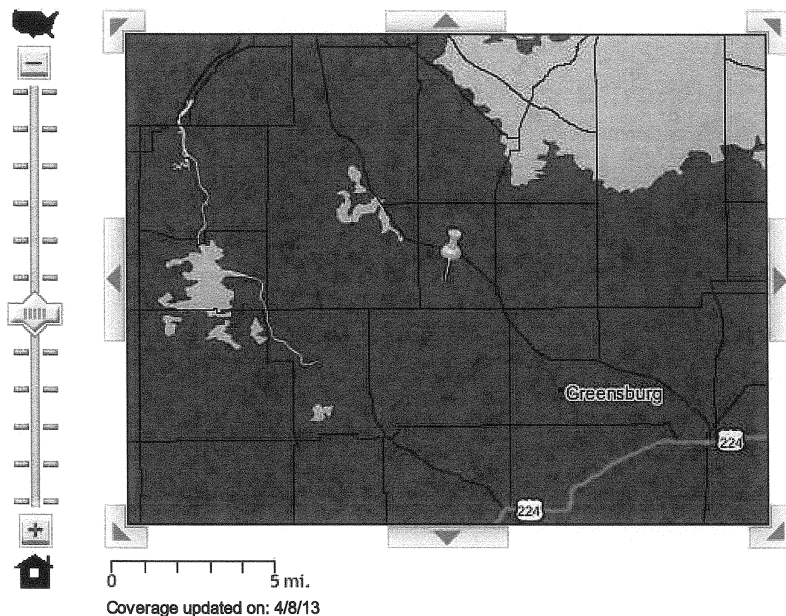 −
Greensburg
224
224
+
0 5 mi.
Coverage updated on: 4/8/13